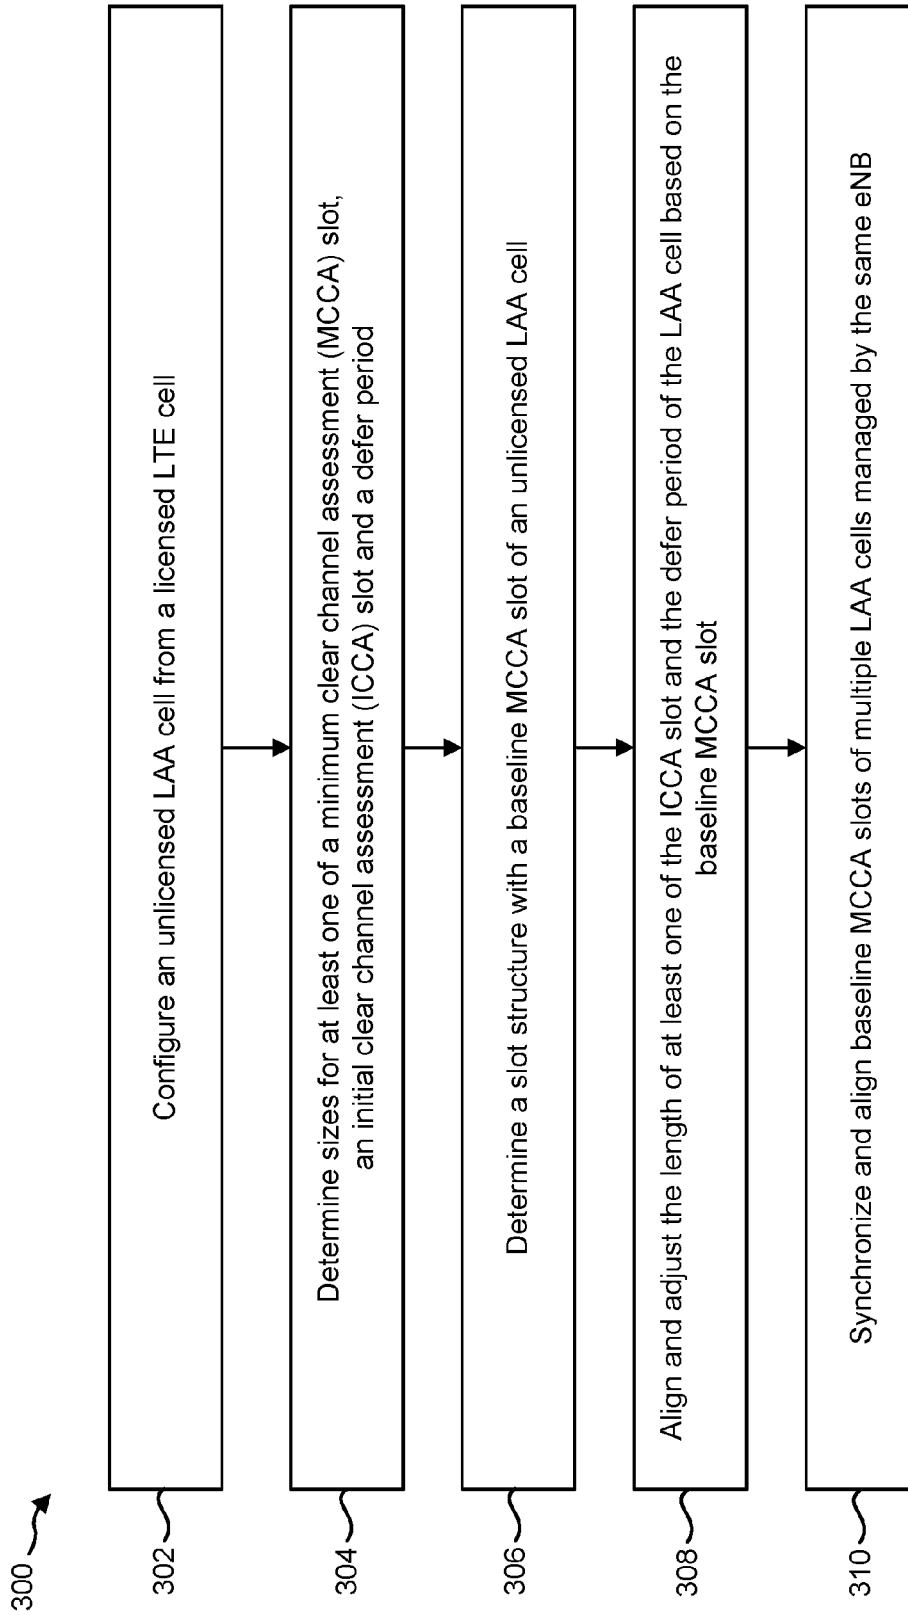 300
302
Configure an unlicensed LAA cell from a licensed LTE cell
304
Determine sizes for at least one of a minimum clear channel assessment (MCCA) slot,
an initial clear channel assessment (ICCA) slot and a defer period
306
Determine a slot structure with a baseline MCCA slot of an unlicensed LAA cell
308
Align and adjust the length of at least one of the ICCA slot and the defer period of the LAA cell based on the
baseline MCCA slot
310
Synchronize and align baseline MCCA slots of multiple LAA cells managed by the same eNB